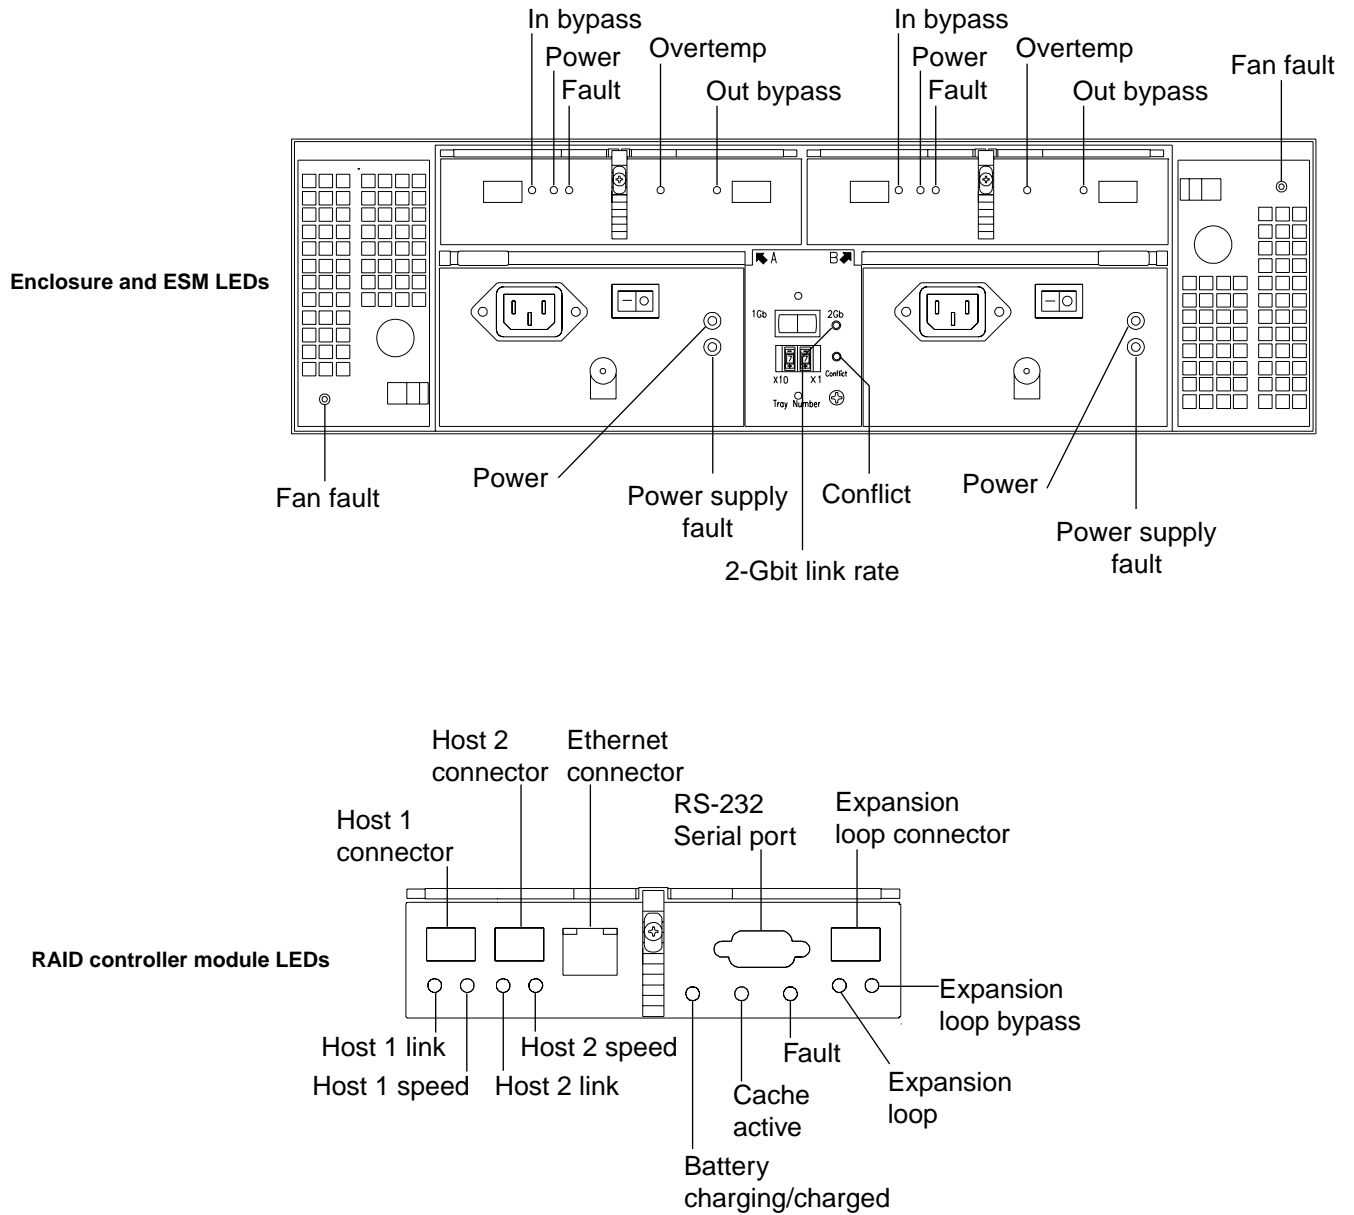 In bypass
Power
Fault
Overtemp
Out bypass
In bypass
Power
Fault
Overtemp
Out bypass
Fan fault
Enclosure and ESM LEDs
A
B
1Gb
2Gb
X10
X1
Conflict
Tray Number
Fan fault
Power
Power supply
fault
2-Gbit link rate
Conflict
Power
Power supply
fault
Host 2
connector
Ethernet
connector
Host 1
connector
RS-232
Serial port
Expansion
loop connector
RAID controller module LEDs
Host 1 link
Host 1 speed
Host 2 speed
Host 2 link
Battery
charging/charged
Cache
active
Fault
Expansion
loop
Expansion
loop bypass